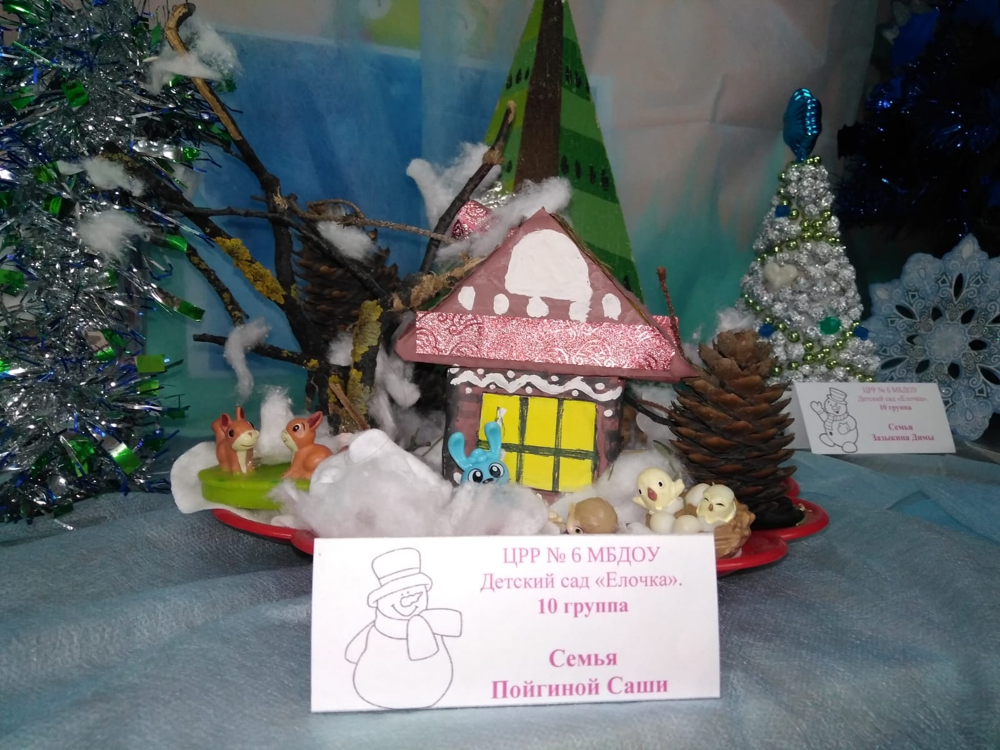 ЦРР № 6 МБДОУ
Детский сад «Елочка».
10 группа
Семья
Пойгиной Саши
ЦРР № 6 МБДОУ
Детский сад «Елочка».
10 группа
Семья
Зазыкина Димы